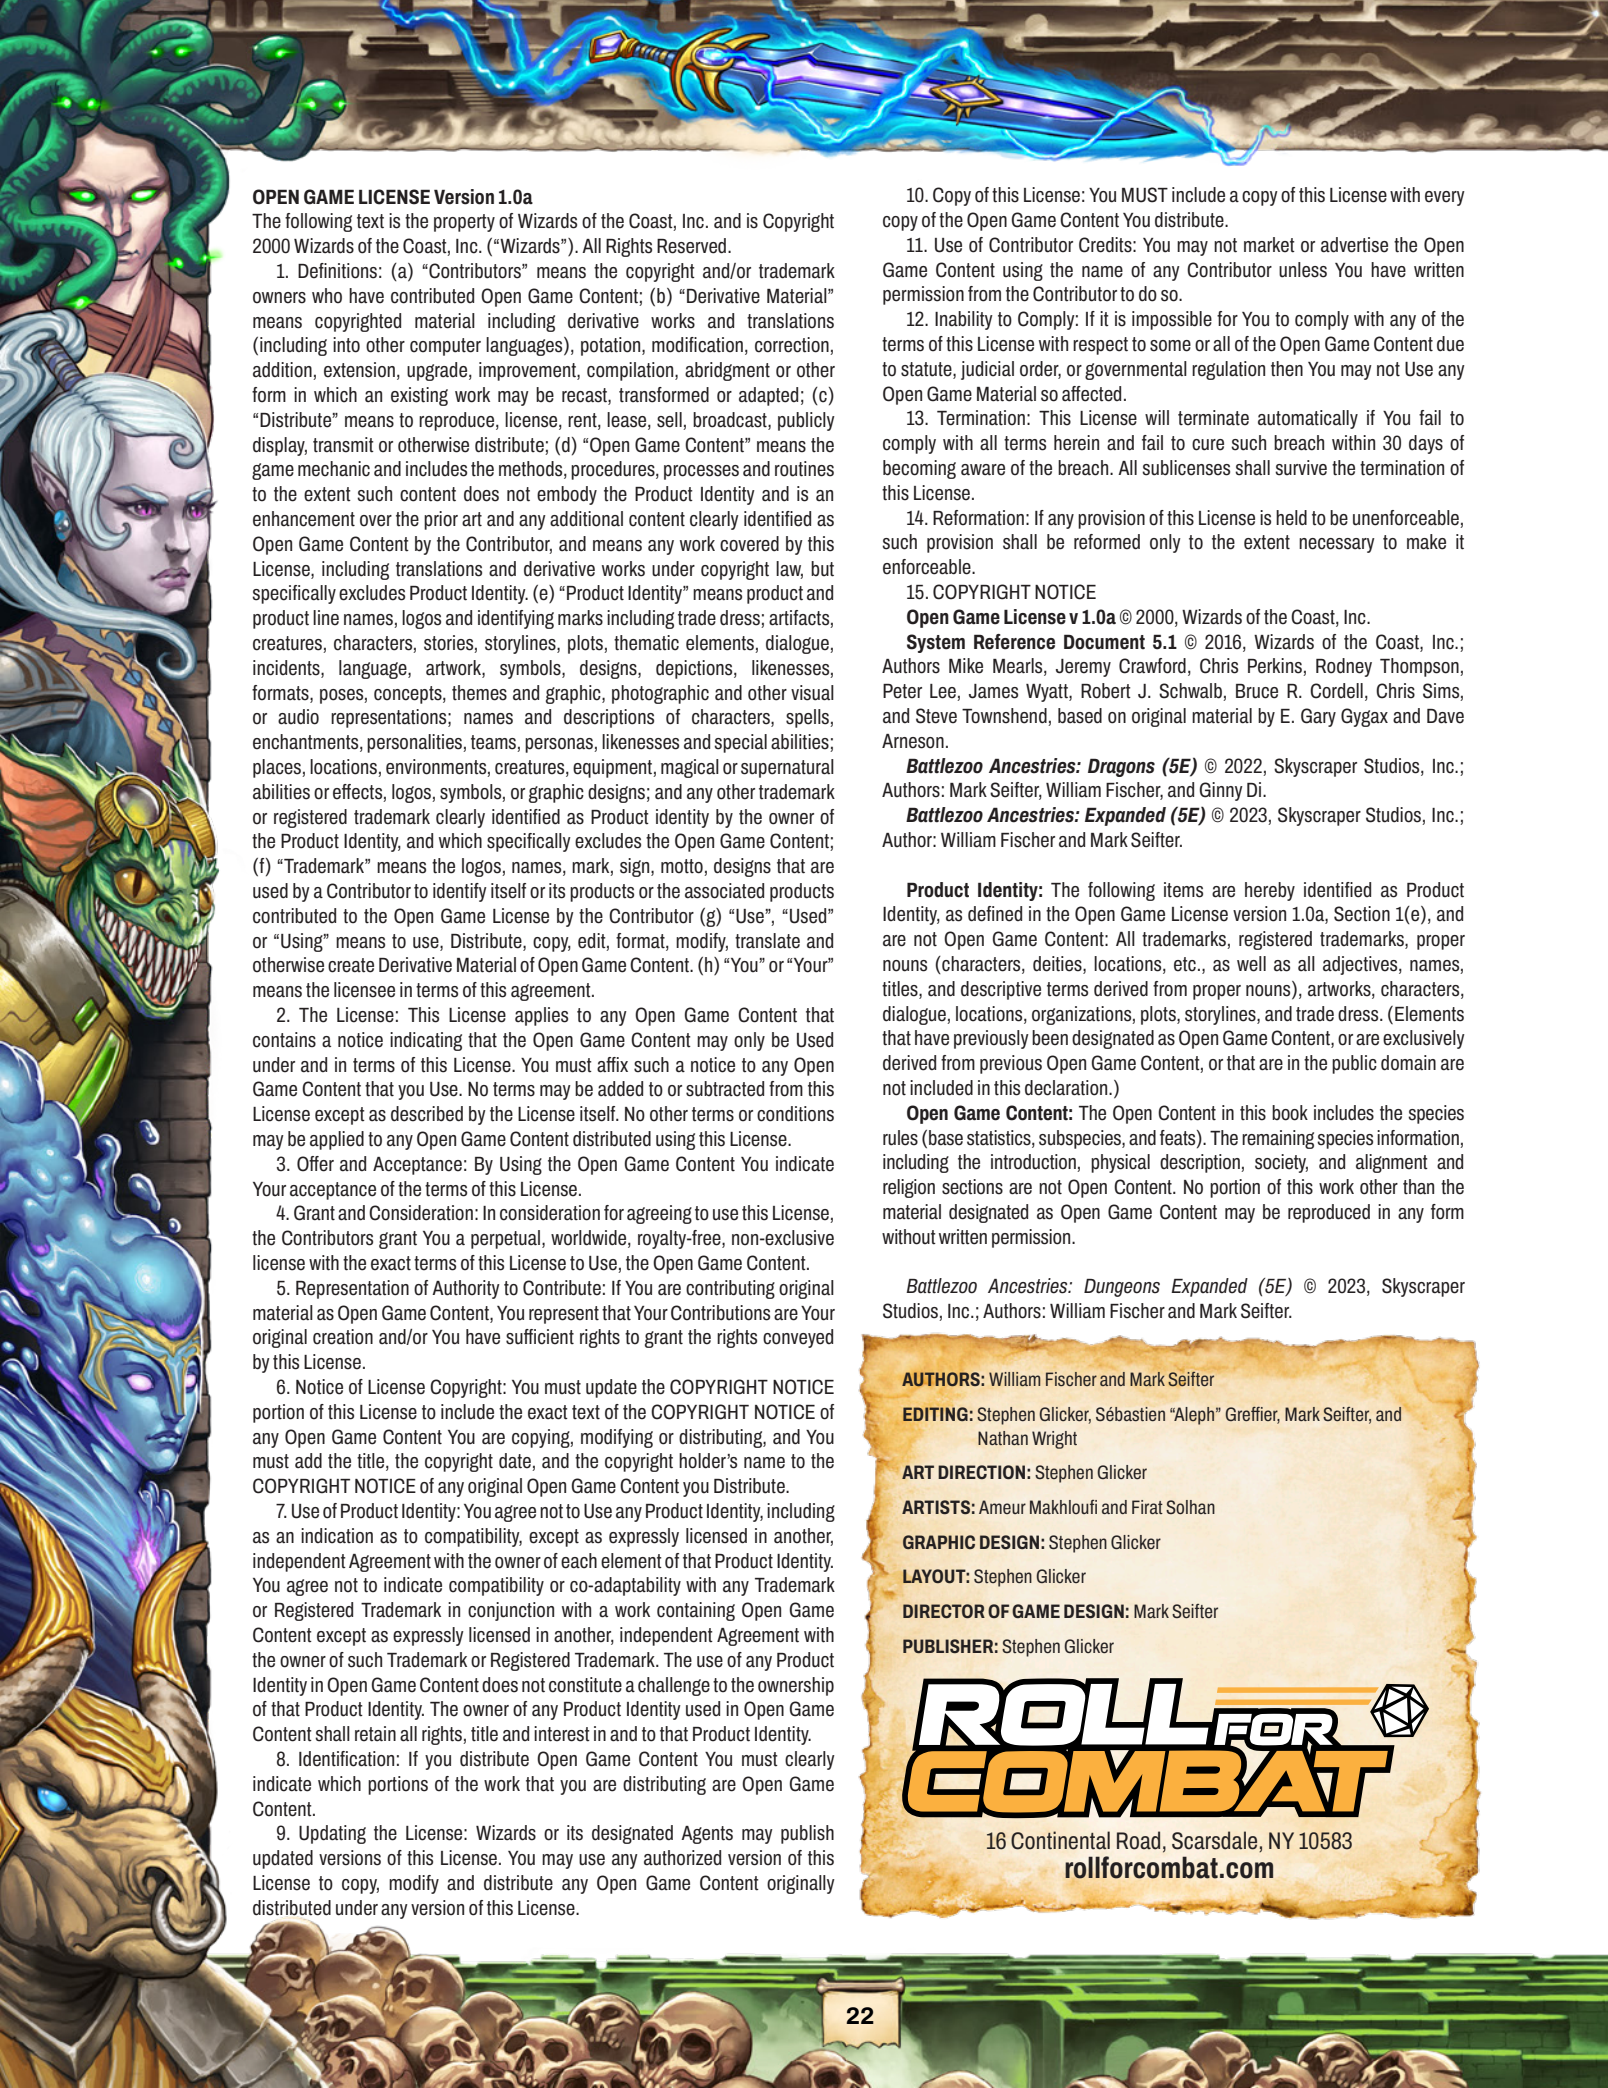 OPEN GAME LICENSE Version 1.0a
The following text is the property of Wizards of the Coast, Inc. and is Copyright
2000 Wizards of the Coast, Inc. (“Wizards”). All Rights Reserved.
1. Definitions: (a) “Contributors” means the copyright and/or trademark
owners who have contributed Open Game Content; (b) “Derivative Material”
means copyrighted material including derivative works and translations
(including into other computer languages), potation, modification, correction,
addition, extension, upgrade, improvement, compilation, abridgment or other
form in which an existing work may be recast, transformed or adapted; (c)
“Distribute” means to reproduce, license, rent, lease, sell, broadcast, publicly
display, transmit or otherwise distribute; (d) “Open Game Content” means the
game mechanic and includes the methods, procedures, processes and routines
to the extent such content does not embody the Product Identity and is an
enhancement over the prior art and any additional content clearly identified as
Open Game Content by the Contributor, and means any work covered by this
License, including translations and derivative works under copyright law, but
specifically excludes Product Identity. (e) “Product Identity” means product and
product line names, logos and identifying marks including trade dress; artifacts,
creatures, characters, stories, storylines, plots, thematic elements, dialogue,
incidents, language, artwork, symbols, designs, depictions, likenesses,
formats, poses, concepts, themes and graphic, photographic and other visual
or audio representations; names and descriptions of characters, spells,
enchantments, personalities, teams, personas, likenesses and special abilities;
places, locations, environments, creatures, equipment, magical or supernatural
abilities or effects, logos, symbols, or graphic designs; and any other trademark
or registered trademark clearly identified as Product identity by the owner of
the Product Identity, and which specifically excludes the Open Game Content;
(f) “Trademark” means the logos, names, mark, sign, motto, designs that are
used by a Contributor to identify itself or its products or the associated products
contributed to the Open Game License by the Contributor (g) “Use”, “Used”
or “Using” means to use, Distribute, copy, edit, format, modify, translate and
otherwise create Derivative Material of Open Game Content. (h) “You” or “Your”
means the licensee in terms of this agreement.
2. The License: This License applies to any Open Game Content that
contains a notice indicating that the Open Game Content may only be Used
under and in terms of this License. You must affix such a notice to any Open
Game Content that you Use. No terms may be added to or subtracted from this
License except as described by the License itself. No other terms or conditions
may be applied to any Open Game Content distributed using this License.
3. Offer and Acceptance: By Using the Open Game Content You indicate
Your acceptance of the terms of this License.
4. Grant and Consideration: In consideration for agreeing to use this License,
the Contributors grant You a perpetual, worldwide, royalty-free, non-exclusive
license with the exact terms of this License to Use, the Open Game Content.
5. Representation of Authority to Contribute: If You are contributing original
material as Open Game Content, You represent that Your Contributions are Your
original creation and/or You have sufficient rights to grant the rights conveyed
by this License.
6. Notice of License Copyright: You must update the COPYRIGHT NOTICE
portion of this License to include the exact text of the COPYRIGHT NOTICE of
any Open Game Content You are copying, modifying or distributing, and You
must add the title, the copyright date, and the copyright holder’s name to the
COPYRIGHT NOTICE of any original Open Game Content you Distribute.
7. Use of Product Identity: You agree not to Use any Product Identity, including
as an indication as to compatibility, except as expressly licensed in another,
independent Agreement with the owner of each element of that Product Identity.
You agree not to indicate compatibility or co-adaptability with any Trademark
or Registered Trademark in conjunction with a work containing Open Game
Content except as expressly licensed in another, independent Agreement with
the owner of such Trademark or Registered Trademark. The use of any Product
Identity in Open Game Content does not constitute a challenge to the ownership
of that Product Identity. The owner of any Product Identity used in Open Game
Content shall retain all rights, title and interest in and to that Product Identity.
8. Identification: If you distribute Open Game Content You must clearly
indicate which portions of the work that you are distributing are Open Game
Content.
9. Updating the License: Wizards or its designated Agents may publish
updated versions of this License. You may use any authorized version of this
License to copy, modify and distribute any Open Game Content originally
distributed under any version of this License.
10. Copy of this License: You MUST include a copy of this License with every
copy of the Open Game Content You distribute.
11. Use of Contributor Credits: You may not market or advertise the Open
Game Content using the name of any Contributor unless You have written
permission from the Contributor to do so.
12. Inability to Comply: If it is impossible for You to comply with any of the
terms of this License with respect to some or all of the Open Game Content due
to statute, judicial order, or governmental regulation then You may not Use any
Open Game Material so affected.
13. Termination: This License will terminate automatically if You fail to
comply with all terms herein and fail to cure such breach within 30 days of
becoming aware of the breach. All sublicenses shall survive the termination of
this License.
14. Reformation: If any provision of this License is held to be unenforceable,
such provision shall be reformed only to the extent necessary to make it
enforceable.
15. COPYRIGHT NOTICE
Open Game License v 1.0a © 2000, Wizards of the Coast, Inc.
System Reference Document 5.1 © 2016, Wizards of the Coast, Inc.;
Authors Mike Mearls, Jeremy Crawford, Chris Perkins, Rodney Thompson,
Peter Lee, James Wyatt, Robert J. Schwalb, Bruce R. Cordell, Chris Sims,
and Steve Townshend, based on original material by E. Gary Gygax and Dave
Arneson.
Battlezoo Ancestries: Dragons (5E) © 2022, Skyscraper Studios, Inc.;
Authors: Mark Seifter, William Fischer, and Ginny Di.
Battlezoo Ancestries: Expanded (5E) © 2023, Skyscraper Studios, Inc.;
Author: William Fischer and Mark Seifter.
Product Identity: The following items are hereby identified as Product
Identity, as defined in the Open Game License version 1.0a, Section 1(e), and
are not Open Game Content: All trademarks, registered trademarks, proper
nouns (characters, deities, locations, etc., as well as all adjectives, names,
titles, and descriptive terms derived from proper nouns), artworks, characters,
dialogue, locations, organizations, plots, storylines, and trade dress. (Elements
that have previously been designated as Open Game Content, or are exclusively
derived from previous Open Game Content, or that are in the public domain are
not included in this declaration.)
Open Game Content: The Open Content in this book includes the species
rules (base statistics, subspecies, and feats). The remaining species information,
including the introduction, physical description, society, and alignment and
religion sections are not Open Content. No portion of this work other than the
material designated as Open Game Content may be reproduced in any form
without written permission.
Battlezoo Ancestries: Dungeons Expanded (5E) © 2023, Skyscraper
Studios, Inc.; Authors: William Fischer and Mark Seifter.
AUTHORS: William Fischer and Mark Seifter
EDITING: Stephen Glicker, Sébastien “Aleph” Greffier, Mark Seifter, and
Nathan Wright
ART DIRECTION: Stephen Glicker
ARTISTS: Ameur Makhloufi and Firat Solhan
GRAPHIC DESIGN: Stephen Glicker
LAYOUT: Stephen Glicker
DIRECTOR OF GAME DESIGN: Mark Seifter
PUBLISHER: Stephen Glicker
ROLL FOR
COMBAT
16 Continental Road, Scarsdale, NY 10583
rollforcombat.com
22